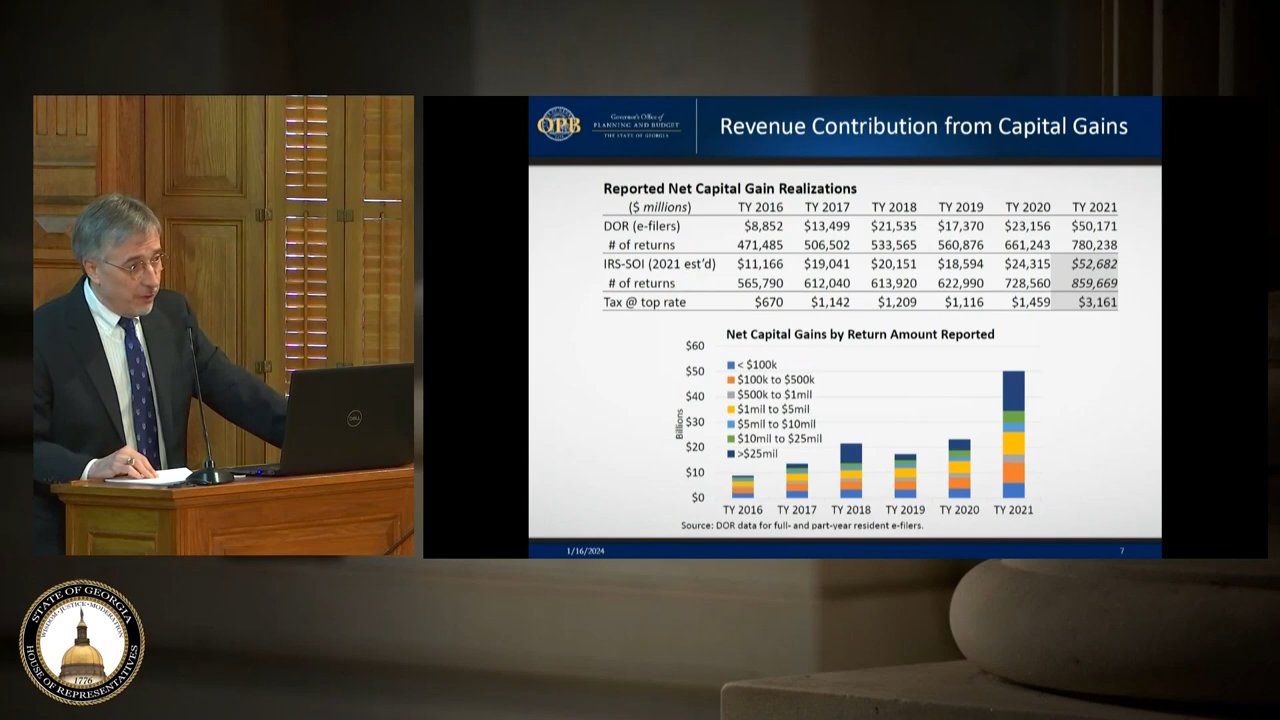 OPB
Governor's Office of
PLANNING AND BUDGET
THE STATE OF GEORGIA
Revenue Contribution from Capital Gains
Reported Net Capital Gain Realizations
($ millions) TY 2016 TY 2017 TY 2018 TY 2019 TY 2020 TY 2021
DOR (e-filers) $8,852 $13,499 $21,535 $17,370 $23,156 $50,171
# of returns 471,485 506,502 533,565 560,876 661,243 780,238
IRS-SOI (2021 est'd) $11,166 $19,041 $20,151 $18,594 $24,315 $52,682
# of returns 565,790 612,040 613,920 622,990 728,560 859,669
Tax @ top rate $670 $1,142 $1,209 $1,116 $1,459 $3,161
Net Capital Gains by Return Amount Reported
Billions
$60
$50
$40
$30
$20
$10
$0
< $100k
$100k to $500k
$500k to $1mil
$1mil to $5mil
$5mil to $10mil
$10mil to $25mil
>$25mil
TY 2016 TY 2017 TY 2018 TY 2019 TY 2020 TY 2021
Source: DOR data for full- and part-year resident e-filers.
1/16/2024 7
DELL
STATE OF GEORGIA
WISDOM • JUSTICE • MODERATION
1776
HOUSE OF REPRESENTATIVES